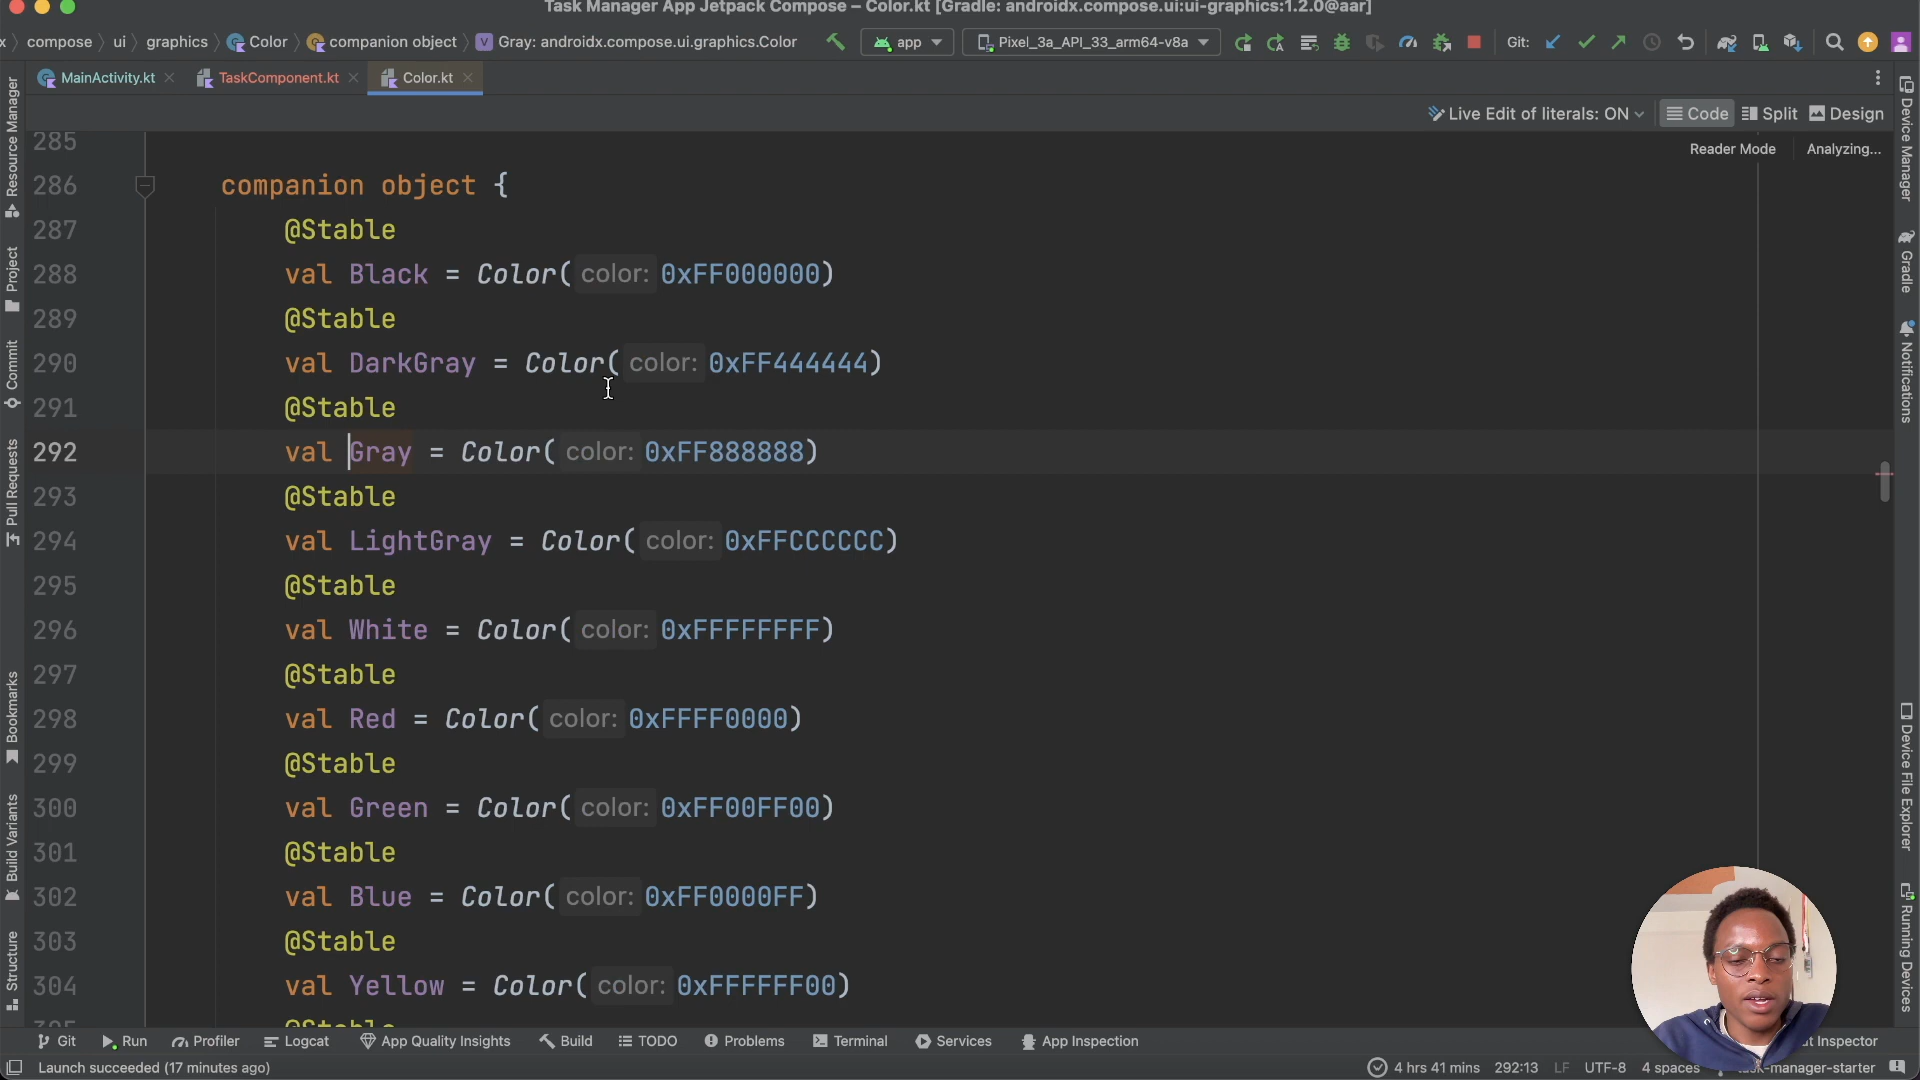 Task Manager App Jetpack Compose – Color.kt [Gradle: androidx.compose.ui:ui-graphics:1.2.0@aar]
compose ui graphics Color companion object Gray: androidx.compose.ui.graphics.Color app Pixel_3a_API_33_arm64-v8a Git:
MainActivity.kt TaskComponent.kt Color.kt
Live Edit of literals: ON Code Split Design
Reader Mode Analyzing...
285
286 companion object {
287 @Stable
288 val Black = Color( color: 0xFF000000)
289 @Stable
290 val DarkGray = Color( color: 0xFF444444)
291 @Stable
292 val Gray = Color( color: 0xFF888888)
293 @Stable
294 val LightGray = Color( color: 0xFFCCCCCC)
295 @Stable
296 val White = Color( color: 0xFFFFFFFF)
297 @Stable
298 val Red = Color( color: 0xFFFF0000)
299 @Stable
300 val Green = Color( color: 0xFF00FF00)
301 @Stable
302 val Blue = Color( color: 0xFF0000FF)
303 @Stable
304 val Yellow = Color( color: 0xFFFFFF00)
Resource Manager
Project
Commit
Pull Requests
Bookmarks
Build Variants
Structure
Device Manager
Gradle
Notifications
Device File Explorer
Running Devices
Git Run Profiler Logcat App Quality Insights Build TODO Problems Terminal Services App Inspection Inspector
Launch succeeded (17 minutes ago) 4 hrs 41 mins 292:13 LF UTF-8 4 spaces task-manager-starter